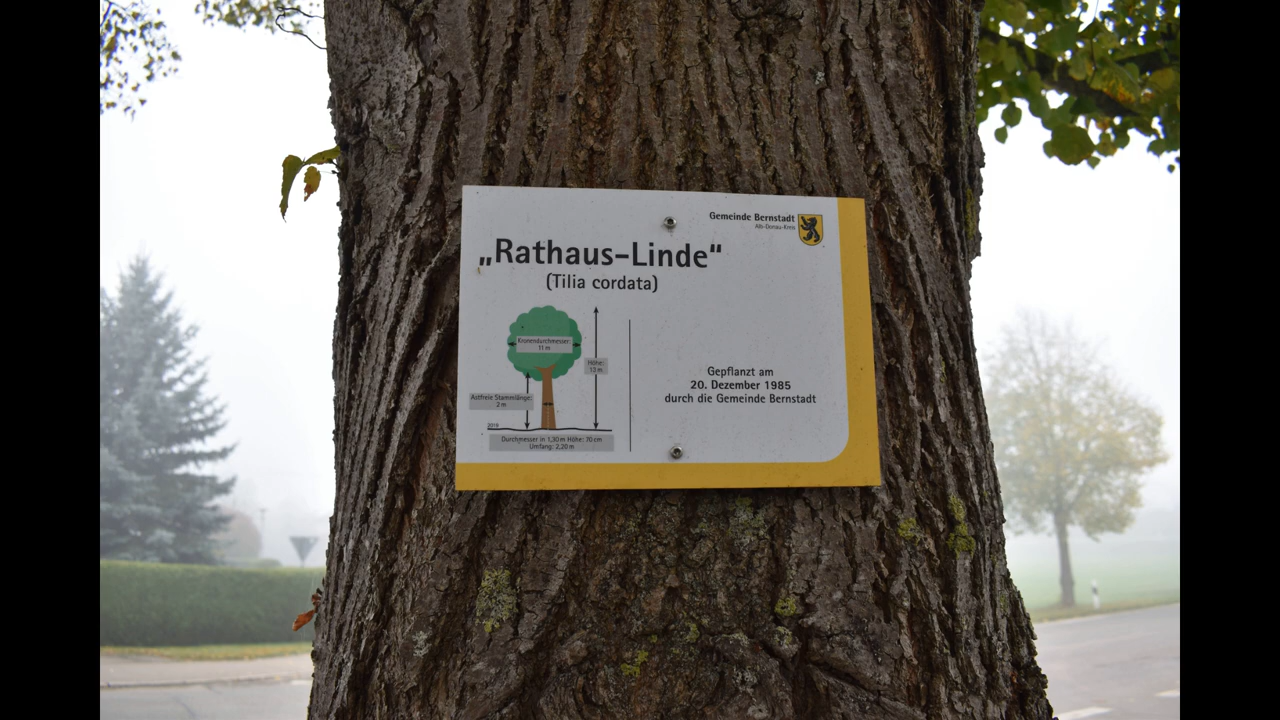 Gemeinde Bernstadt
Alb-Donau-Kreis
„Rathaus-Linde“
(Tilia cordata)
Kronendurchmesser:
11 m
Höhe:
13 m
Astfreie Stammlänge:
2 m
2019
Durchmesser in 1,30 m Höhe: 70 cm
Umfang: 2,20 m
Gepflanzt am
20. Dezember 1985
durch die Gemeinde Bernstadt